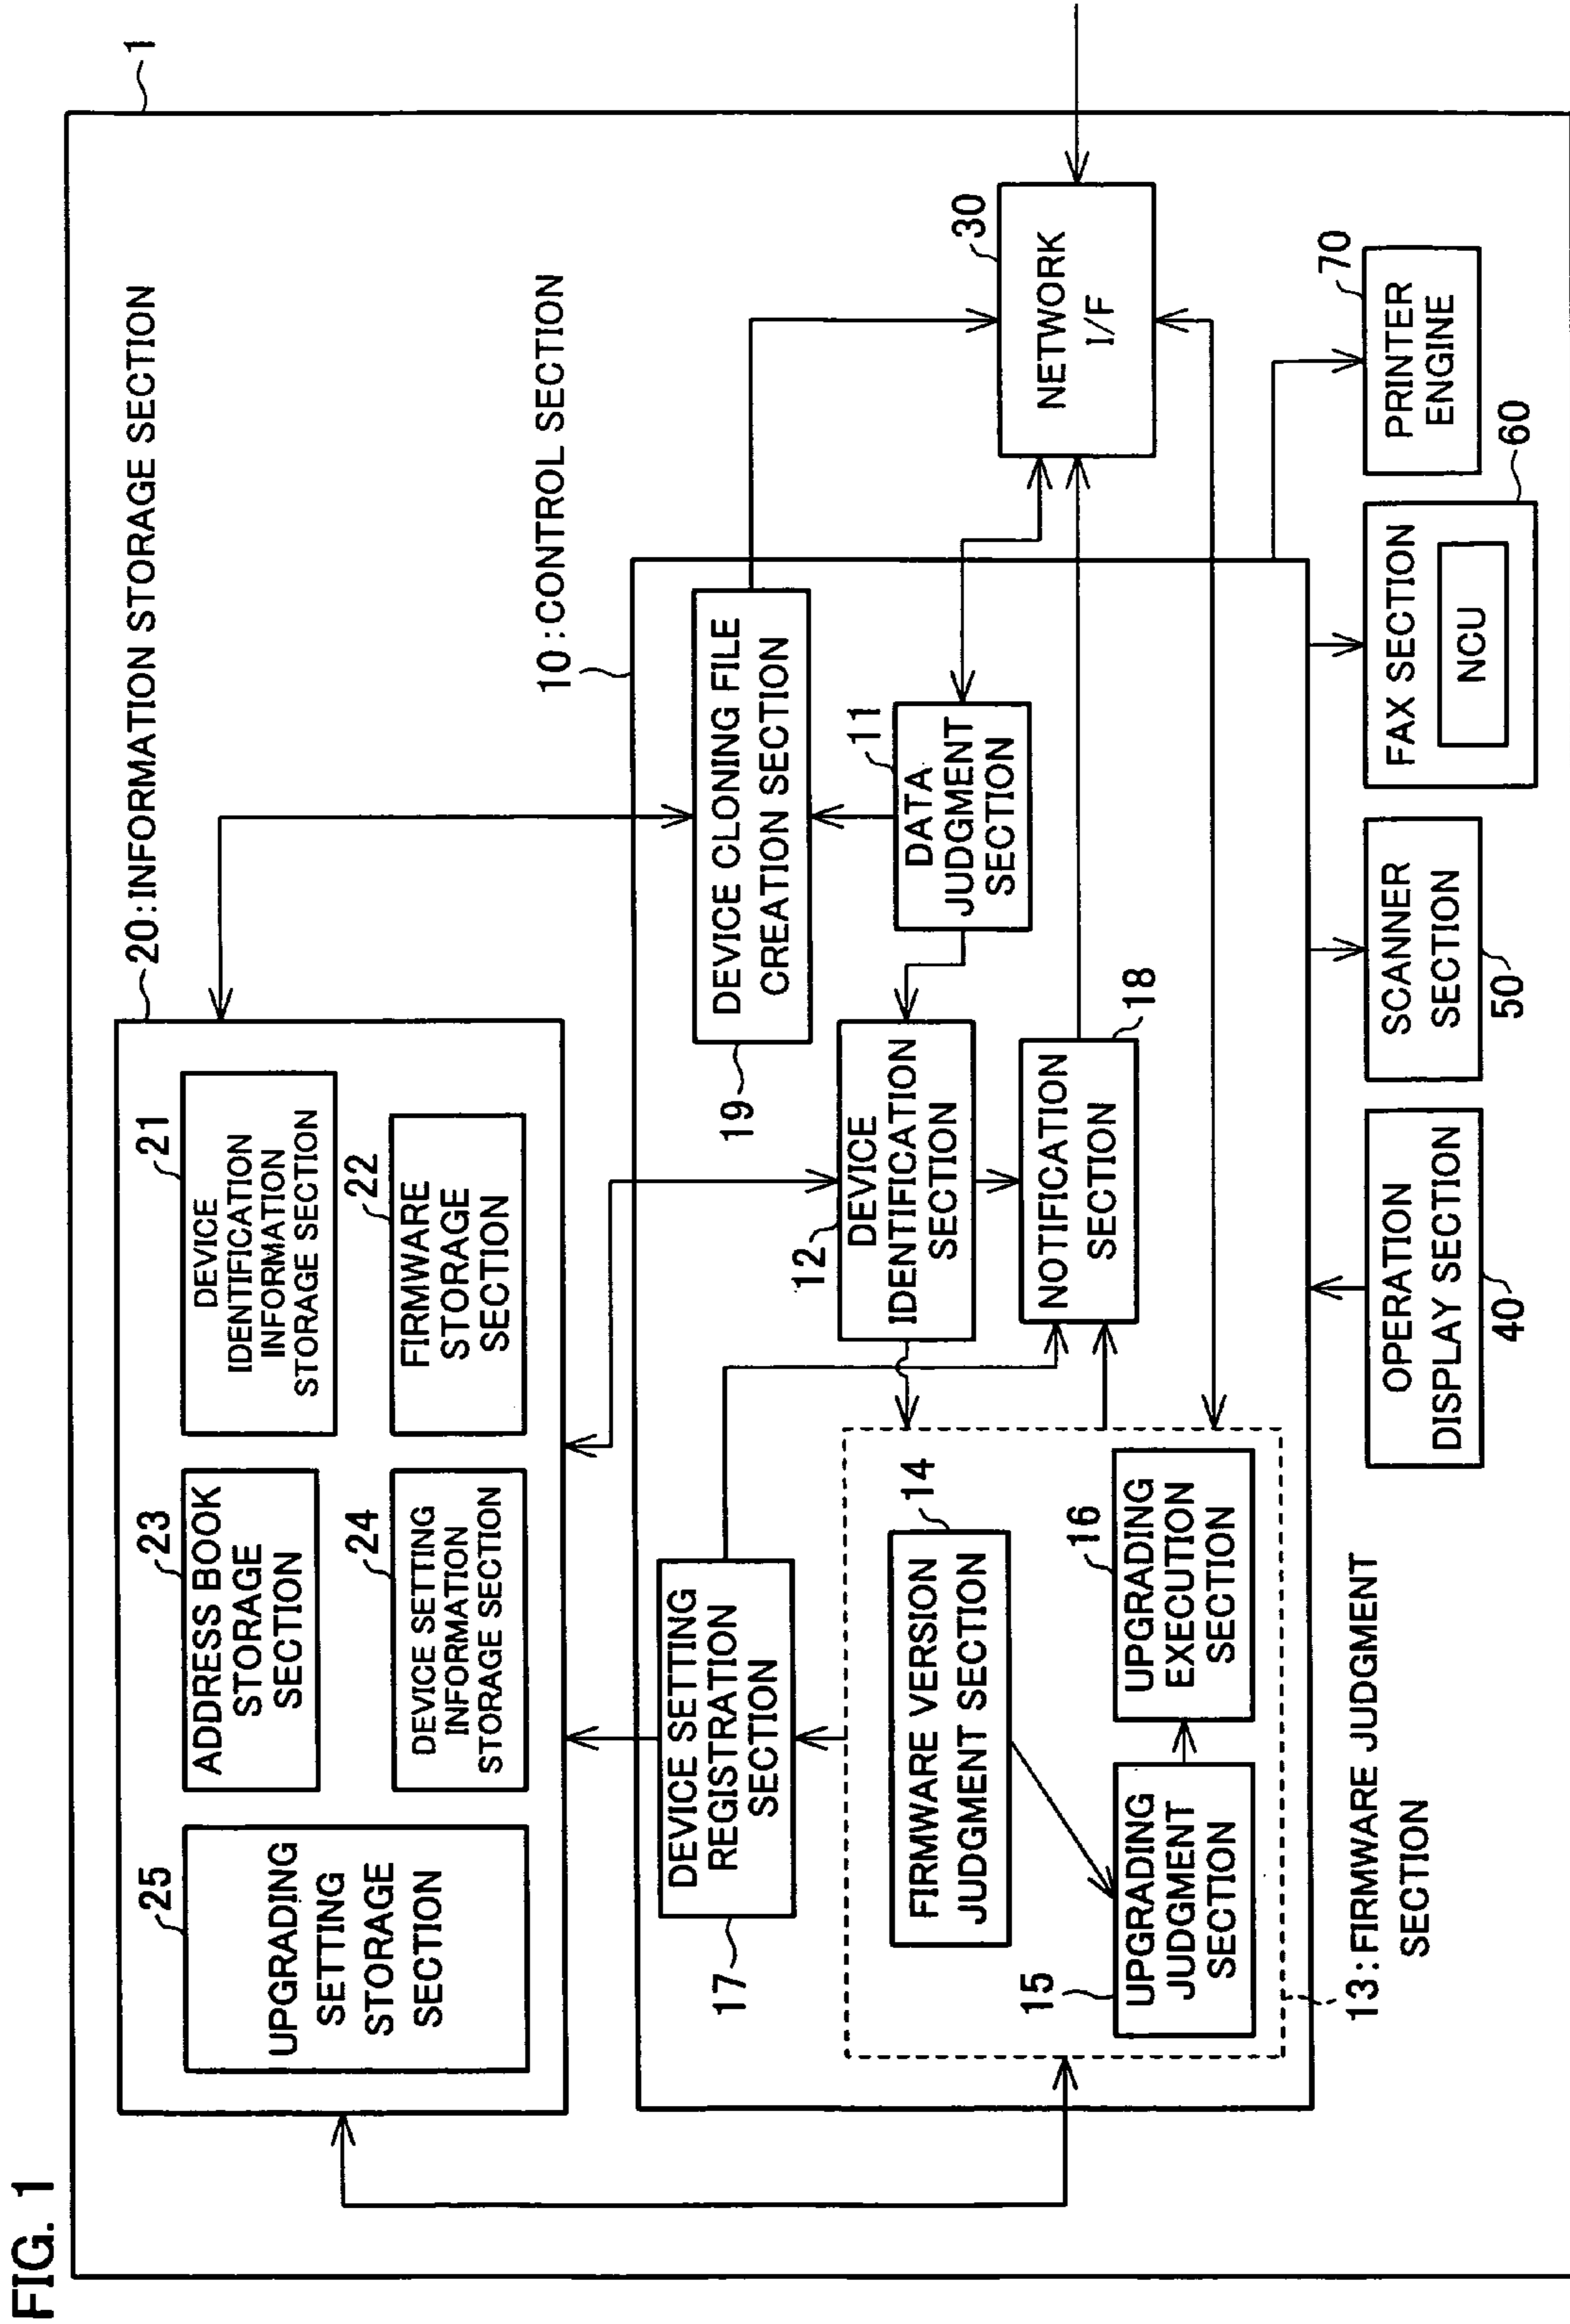 FIG. 1
1
20:INFORMATION STORAGE SECTION
25
UPGRADING
SETTING
STORAGE
SECTION
23
ADDRESS BOOK
STORAGE
SECTION
21
DEVICE
IDENTIFICATION
INFORMATION
STORAGE SECTION
24
DEVICE SETTING
INFORMATION
STORAGE SECTION
22
FIRMWARE
STORAGE
SECTION
10:CONTROL SECTION
17
DEVICE SETTING
REGISTRATION
SECTION
19
DEVICE CLONING FILE
CREATION SECTION
12
DEVICE
IDENTIFICATION
SECTION
11
DATA
JUDGMENT
SECTION
14
FIRMWARE VERSION
JUDGMENT SECTION
18
NOTIFICATION
SECTION
30
NETWORK
I/F
15
UPGRADING
JUDGMENT
SECTION
16
UPGRADING
EXECUTION
SECTION
13:FIRMWARE JUDGMENT
SECTION
OPERATION
DISPLAY SECTION
40
SCANNER
SECTION
50
FAX SECTION
NCU
60
70
PRINTER
ENGINE